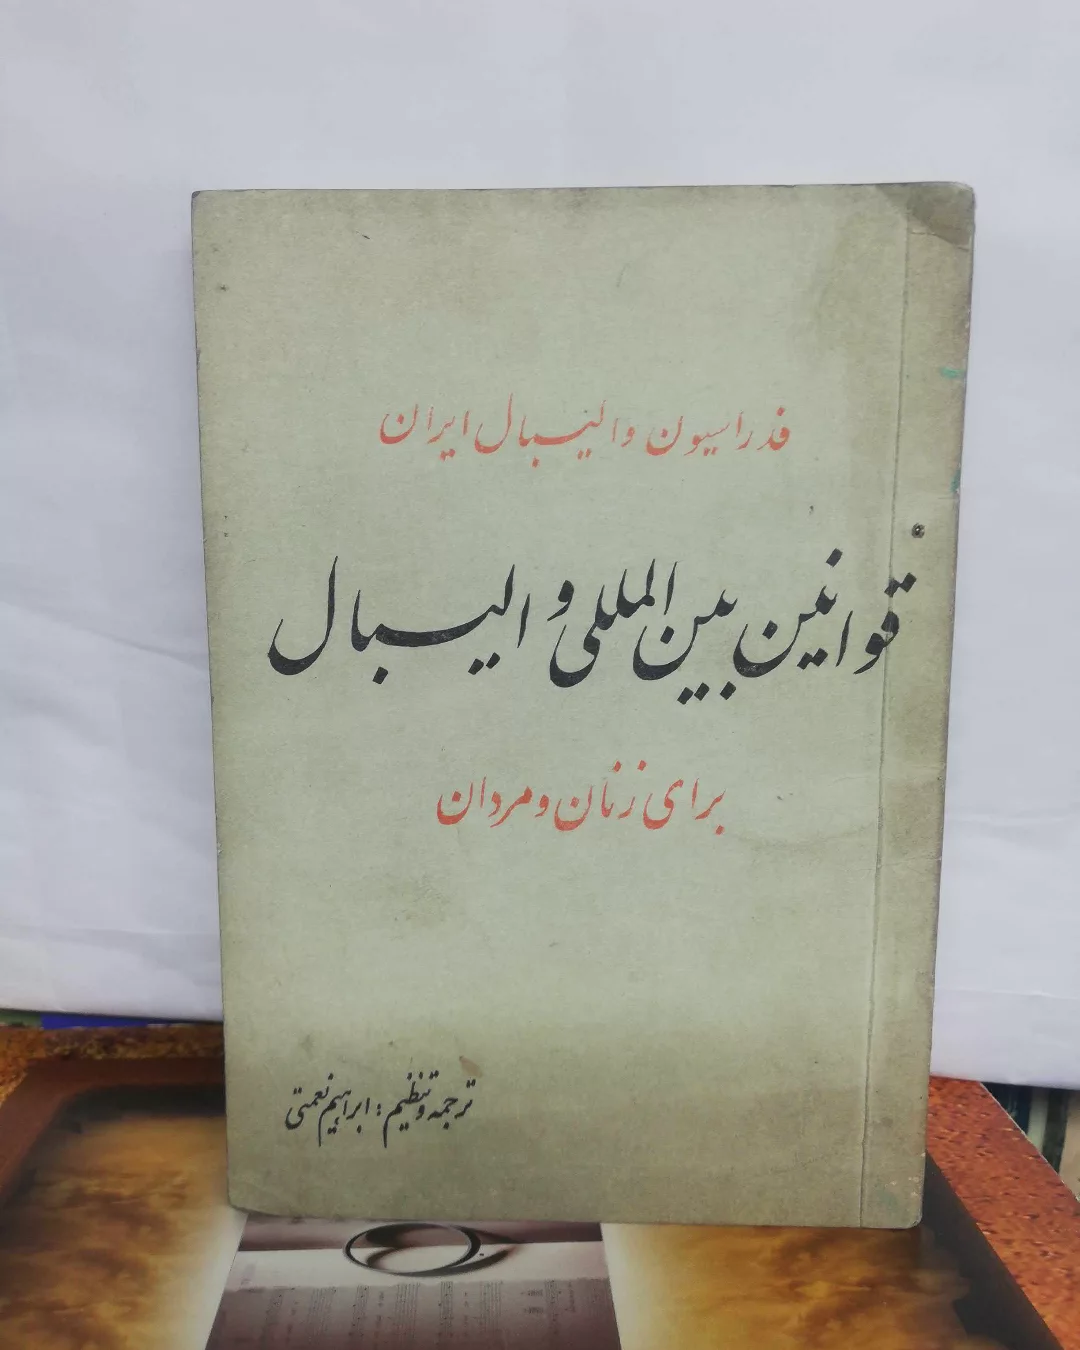 فدراسیون والیبال ایران
قوانین بین المللی والیبال
برای زنان و مردان
ترجمه و تنظیم : ابراهیم نعمتی